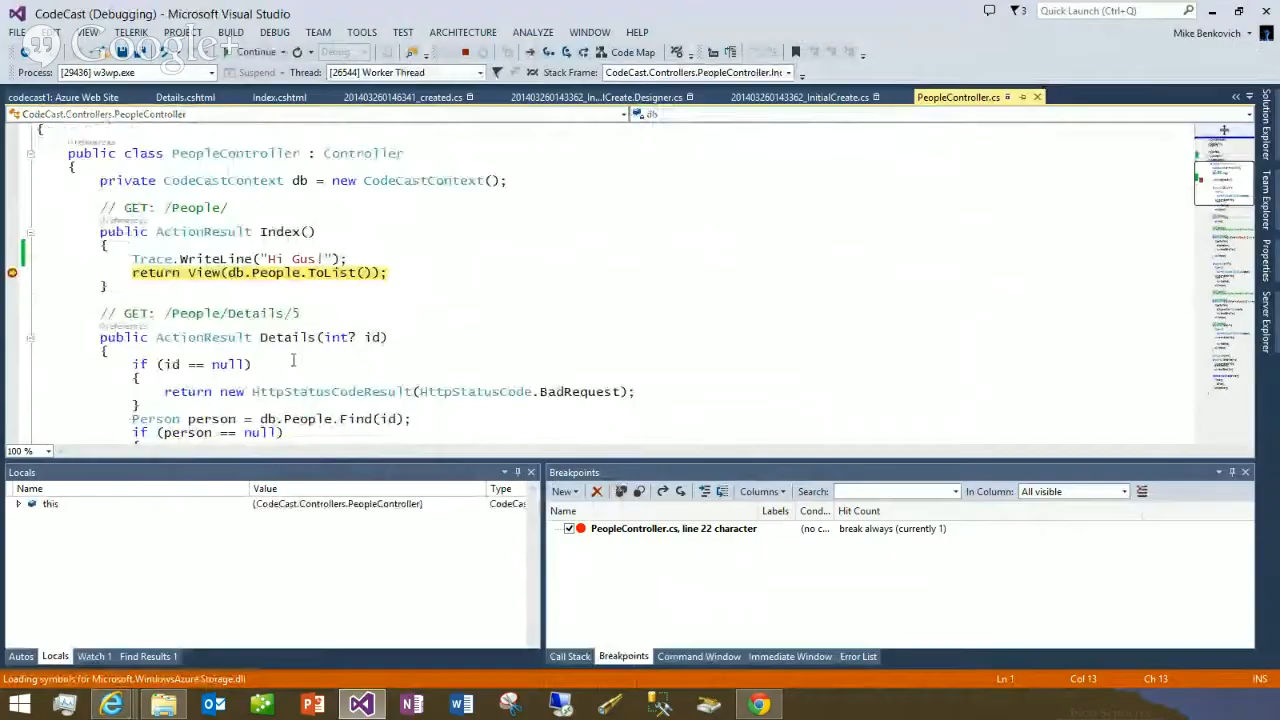 CodeCast (Debugging) - Microsoft Visual Studio
3
Quick Launch (Ctrl+Q)
FILE VIEW TELERIK PROJECT BUILD DEBUG TEAM TOOLS TEST ARCHITECTURE ANALYZE WINDOW HELP
Mike Benkovich
Google+
Continue Debug Code Map
Process: [29436] w3wp.exe Suspend Thread: [26544] Worker Thread Stack Frame: CodeCast.Controllers.PeopleController.In
codecast1: Azure Web Site Details.cshtml Index.cshtml 201403260146341_created.cs 201403260143362_In...lCreate.Designer.cs 201403260143362_InitialCreate.cs PeopleController.cs
CodeCast.Controllers.PeopleController db
{
public class PeopleController : Controller
{
private CodeCastContext db = new CodeCastContext();
// GET: /People/
public ActionResult Index()
{
Trace.WriteLine("Hi Gus!");
return View(db.People.ToList());
}
// GET: /People/Details/5
public ActionResult Details(int? id)
{
if (id == null)
{
return new HttpStatusCodeResult(HttpStatusCode.BadRequest);
}
Person person = db.People.Find(id);
if (person == null)
100 %
Solution Explorer
Team Explorer
Properties
Server Explorer
Locals
Name Value Type
this {CodeCast.Controllers.PeopleController} CodeCas
Autos Locals Watch 1 Find Results 1
Breakpoints
New Columns Search: In Column: All visible
Name Labels Cond... Hit Count
PeopleController.cs, line 22 character (no c... break always (currently 1)
Call Stack Breakpoints Command Window Immediate Window Error List
Loading symbols for Microsoft.WindowsAzure.Storage.dll Ln 1 Col 13 Ch 13 INS